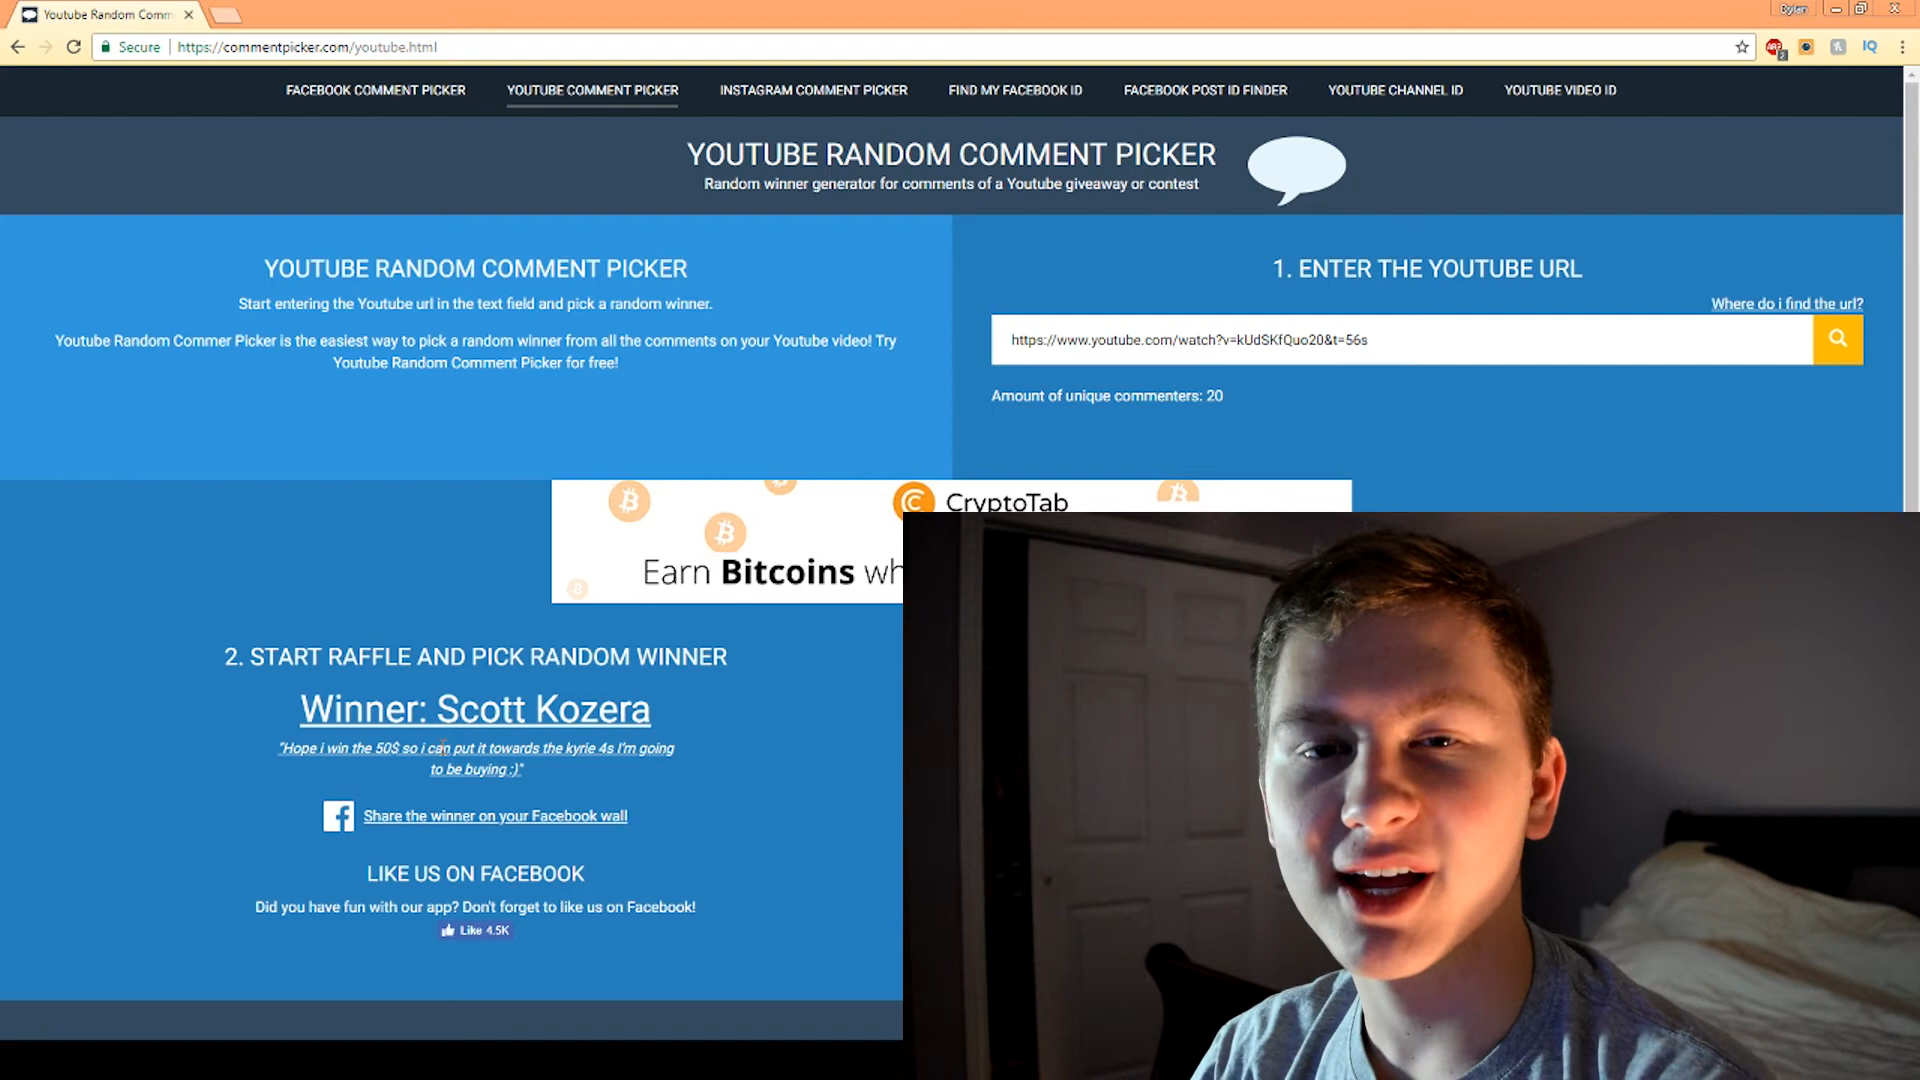 Youtube Random Comm
Dylan
Secure
https://commentpicker.com/youtube.html
IQ
FACEBOOK COMMENT PICKER
YOUTUBE COMMENT PICKER
INSTAGRAM COMMENT PICKER
FIND MY FACEBOOK ID
FACEBOOK POST ID FINDER
YOUTUBE CHANNEL ID
YOUTUBE VIDEO ID
YOUTUBE RANDOM COMMENT PICKER
Random winner generator for comments of a Youtube giveaway or contest
YOUTUBE RANDOM COMMENT PICKER
Start entering the Youtube url in the text field and pick a random winner.
Youtube Random Commer Picker is the easiest way to pick a random winner from all the comments on your Youtube video! Try
Youtube Random Comment Picker for free!
1. ENTER THE YOUTUBE URL
Where do i find the url?
https://www.youtube.com/watch?v=kUdSKfQuo20&t=56s
Amount of unique commenters: 20
CryptoTab
Earn Bitcoins wh
2. START RAFFLE AND PICK RANDOM WINNER
Winner: Scott Kozera
"Hope i win the 50$ so i can put it towards the kyrie 4s I'm going
to be buying :)"
Share the winner on your Facebook wall
LIKE US ON FACEBOOK
Did you have fun with our app? Don't forget to like us on Facebook!
Like 4.5K